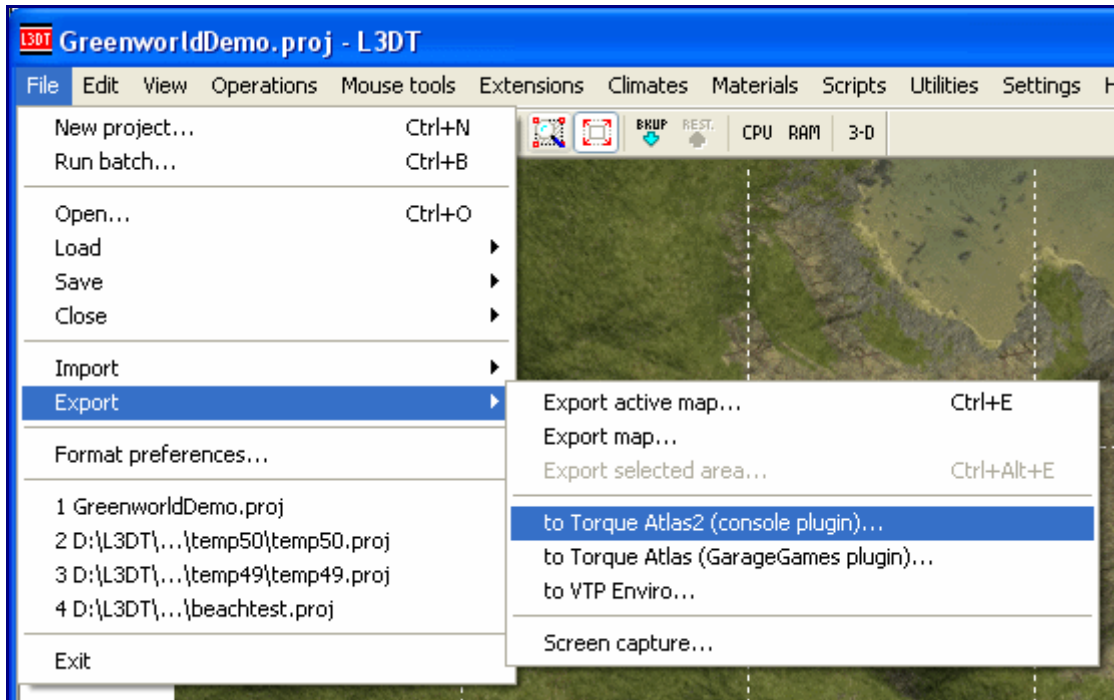 L3DT GreenworldDemo.proj - L3DT
File Edit View Operations Mouse tools Extensions Climates Materials Scripts Utilities Settings H
New project... Ctrl+N BKUP REST. CPU RAM 3-D
Run batch... Ctrl+B
Open... Ctrl+O
Load
Save
Close
Import
Export
Format preferences...
1 GreenworldDemo.proj
2 D:\L3DT\...\temp50\temp50.proj
3 D:\L3DT\...\temp49\temp49.proj
4 D:\L3DT\...\beachtest.proj
Exit
Export active map... Ctrl+E
Export map...
Export selected area... Ctrl+Alt+E
to Torque Atlas2 (console plugin)...
to Torque Atlas (GarageGames plugin)...
to VTP Enviro...
Screen capture...